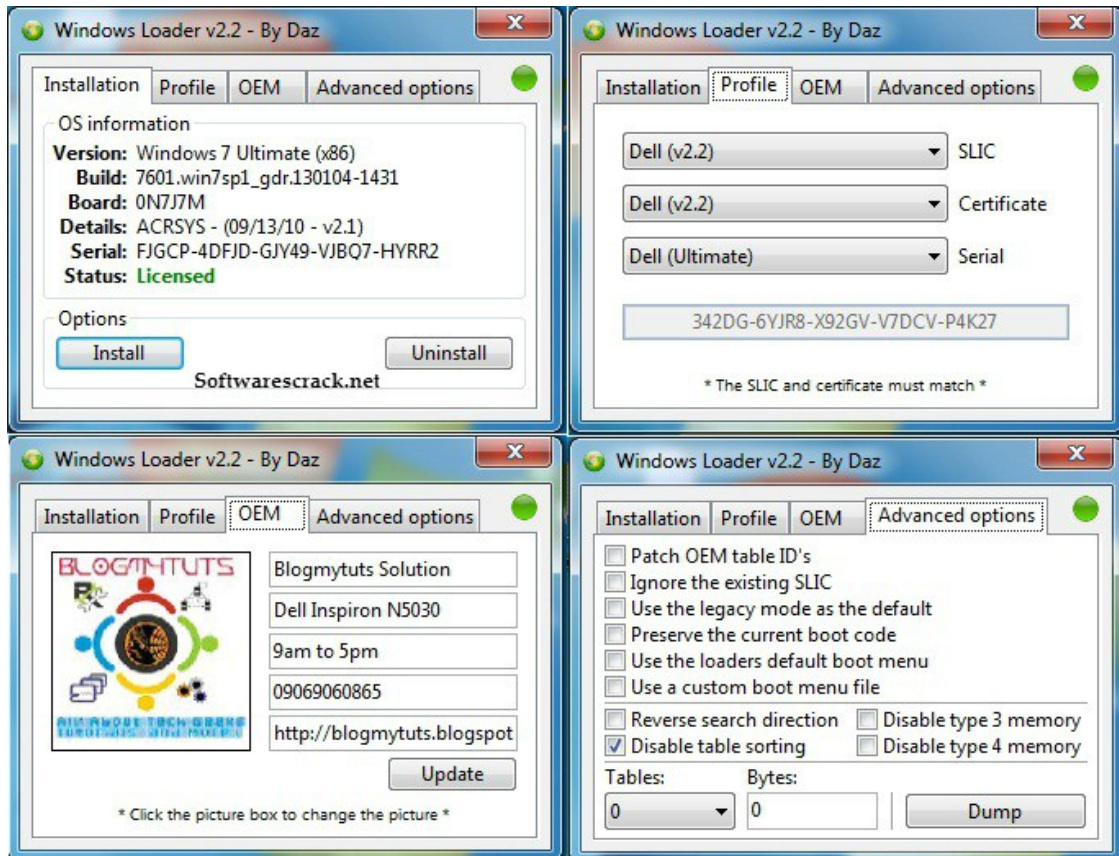 Windows Loader v2.2 - By Daz
Installation Profile OEM Advanced options
OS information
Version: Windows 7 Ultimate (x86)
Build: 7601.win7sp1_gdr.130104-1431
Board: 0N7J7M
Details: ACRSYS - (09/13/10 - v2.1)
Serial: FJGCP-4DFJD-GJY49-VJBQ7-HYRR2
Status: Licensed
Options
Install Uninstall
Softwarescrack.net
Windows Loader v2.2 - By Daz
Installation Profile OEM Advanced options
Dell (v2.2) SLIC
Dell (v2.2) Certificate
Dell (Ultimate) Serial
342DG-6YJR8-X92GV-V7DCV-P4K27
* The SLIC and certificate must match *
Windows Loader v2.2 - By Daz
Installation Profile OEM Advanced options
BLOGMYTUTS
Blogmytuts Solution
Dell Inspiron N5030
9am to 5pm
09069060865
http://blogmytuts.blogspot
Update
* Click the picture box to change the picture *
Windows Loader v2.2 - By Daz
Installation Profile OEM Advanced options
Patch OEM table ID's
Ignore the existing SLIC
Use the legacy mode as the default
Preserve the current boot code
Use the loaders default boot menu
Use a custom boot menu file
Reverse search direction Disable type 3 memory
Disable table sorting Disable type 4 memory
Tables: Bytes:
0 0 Dump